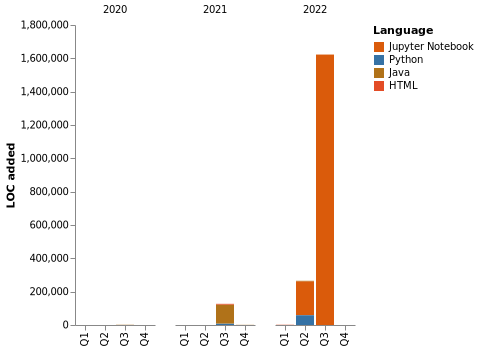 2020 2021 2022
Language
Jupyter Notebook
Python
Java
HTML
LOC added
1,800,000
1,600,000
1,400,000
1,200,000
1,000,000
800,000
600,000
400,000
200,000
0
Q1 Q2 Q3 Q4 Q1 Q2 Q3 Q4 Q1 Q2 Q3 Q4